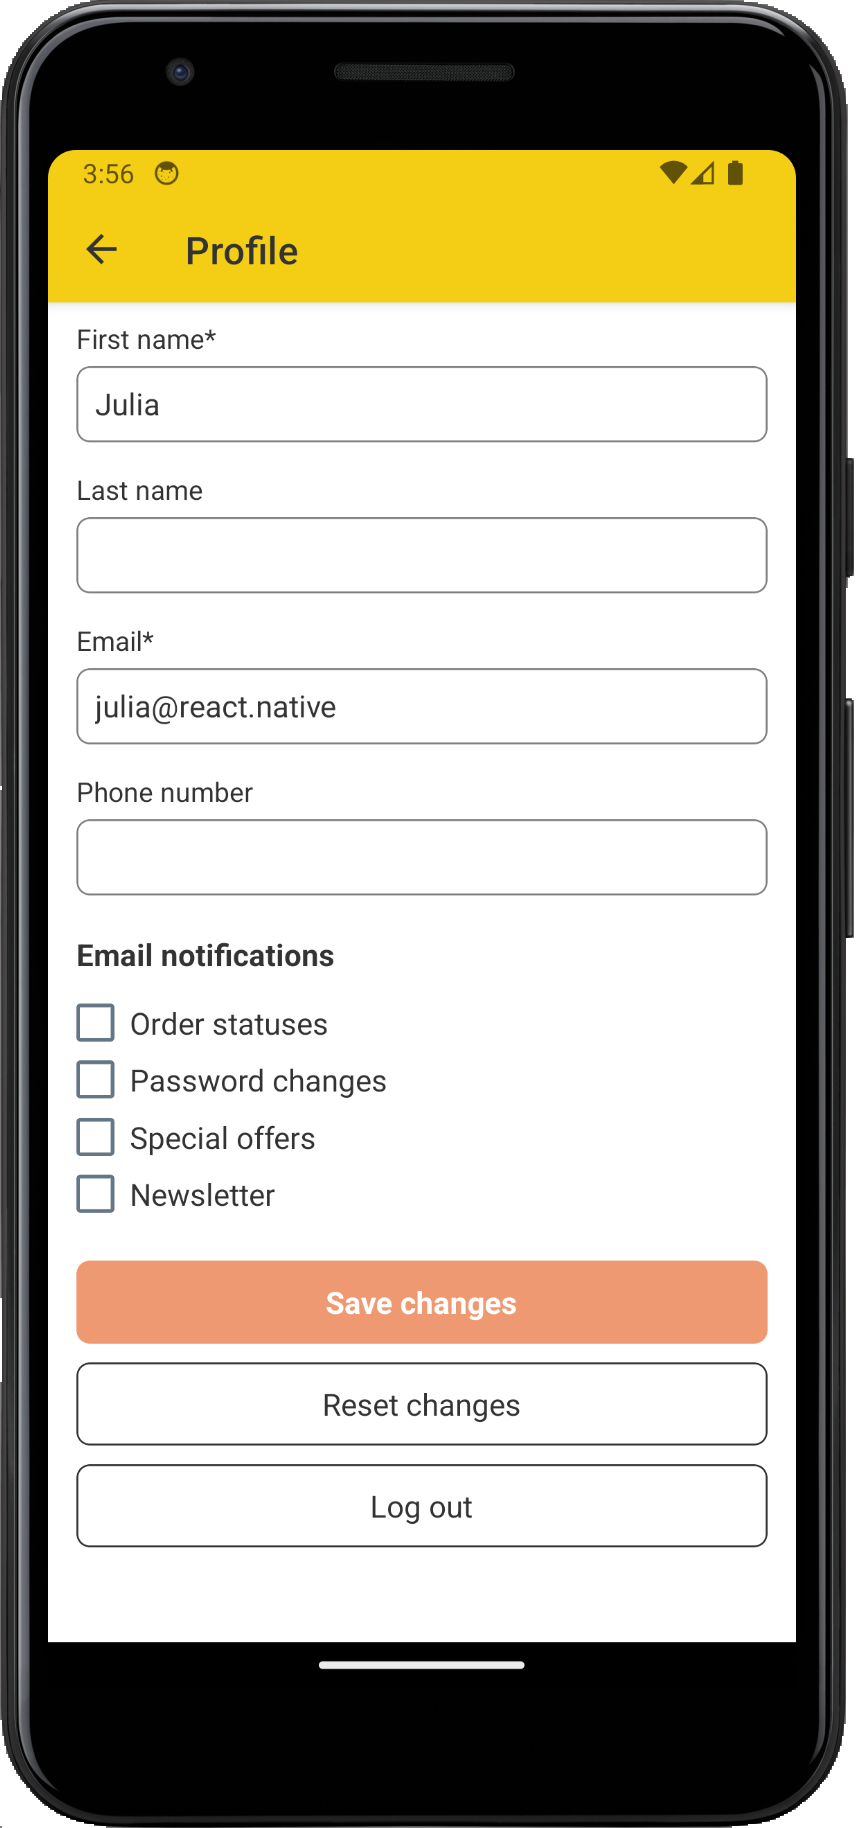 3:56
Profile
First name*
Julia
Last name
Email*
julia@react.native
Phone number
Email notifications
Order statuses
Password changes
Special offers
Newsletter
Save changes
Reset changes
Log out